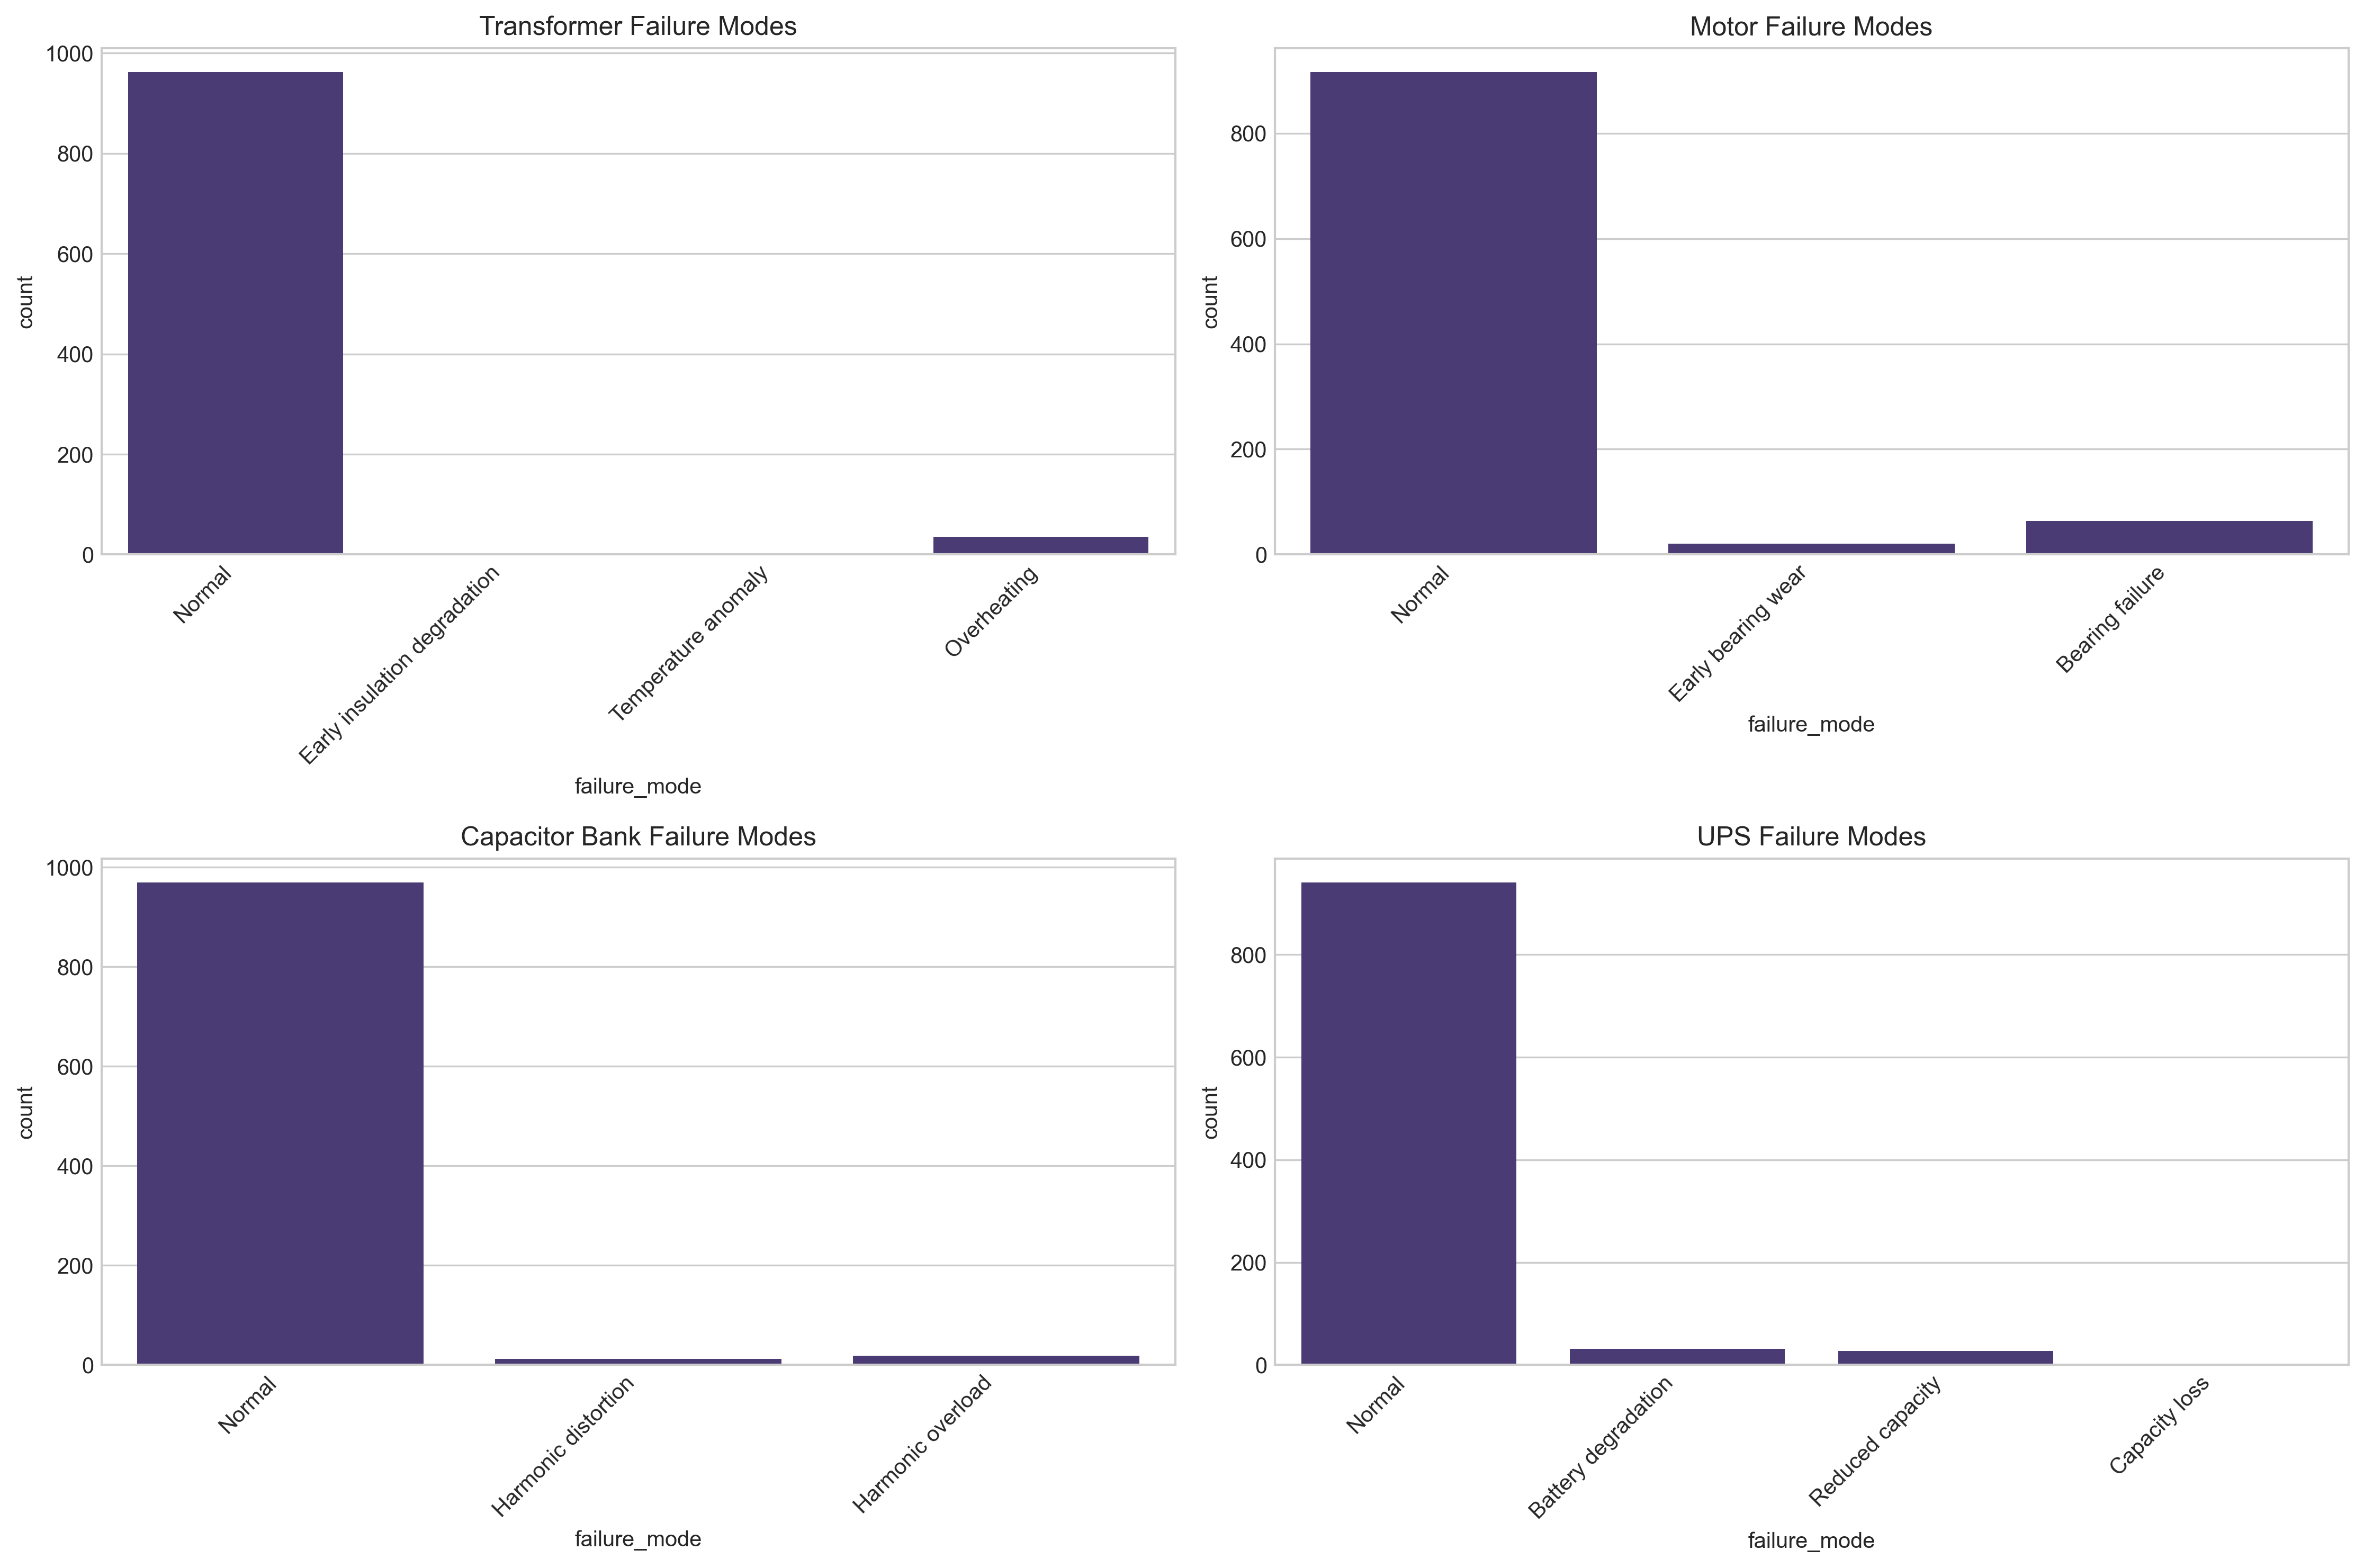 Transformer Failure Modes
1000
800
600
400
200
0
count
Normal
Early insulation degradation
Temperature anomaly
Overheating
failure_mode
Motor Failure Modes
800
600
400
200
0
count
Normal
Early bearing wear
Bearing failure
failure_mode
Capacitor Bank Failure Modes
1000
800
600
400
200
0
count
Normal
Harmonic distortion
Harmonic overload
failure_mode
UPS Failure Modes
800
600
400
200
0
count
Normal
Battery degradation
Reduced capacity
Capacity loss
failure_mode